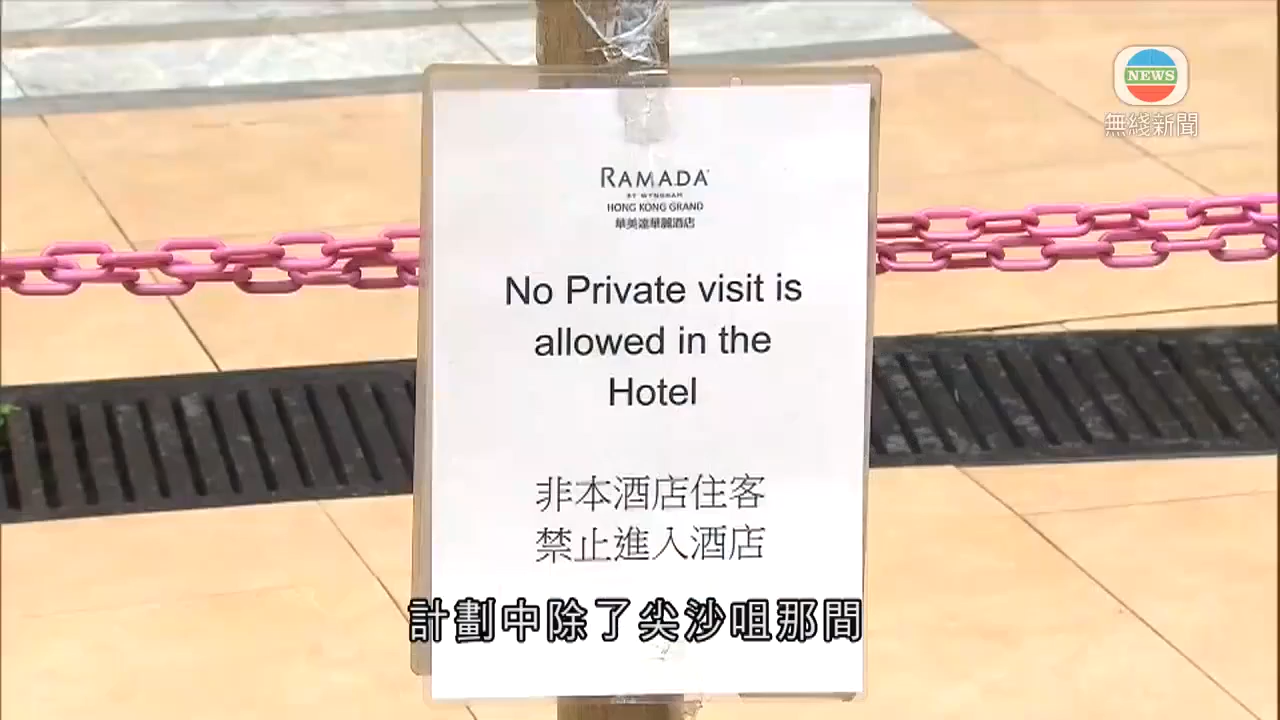 NEWS
無綫新聞
RAMADA
BY WYNDHAM
HONG KONG GRAND
華美達華麗酒店
No Private visit is
allowed in the
Hotel
非本酒店住客
禁止進入酒店
計劃中除了尖沙咀那間